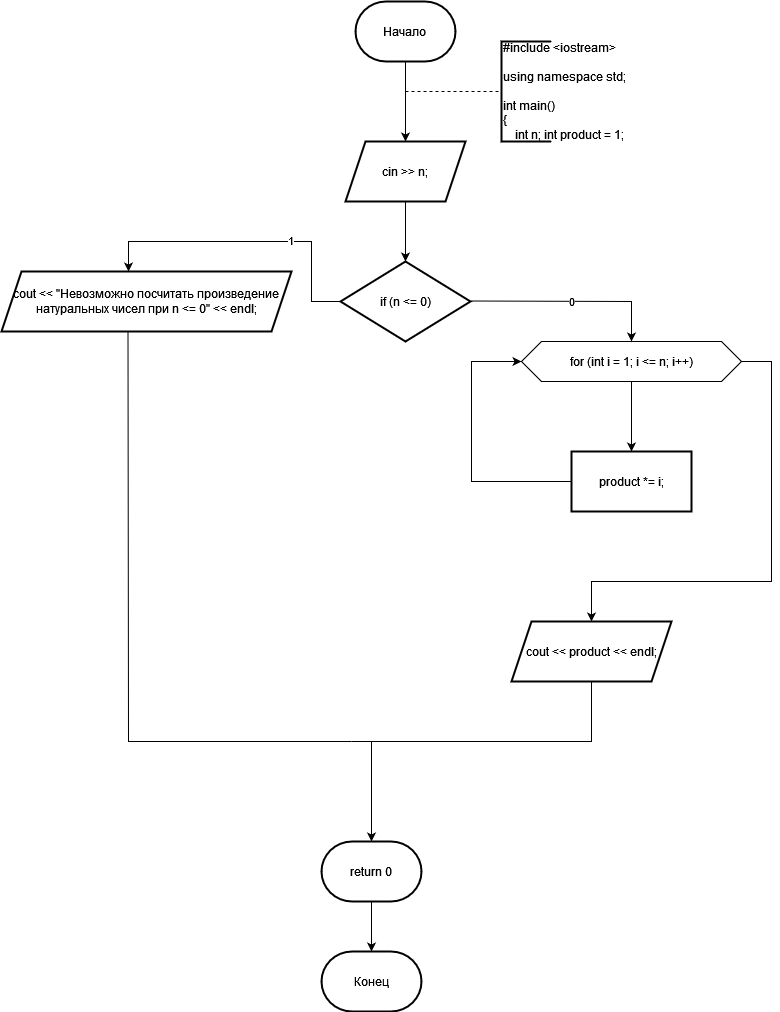 Начало
#include <iostream>
using namespace std;
int main()
{
int n; int product = 1;
cin >> n;
1
cout << "Невозможно посчитать произведение
натуральных чисел при n <= 0" << endl;
if (n <= 0)
0
for (int i = 1; i <= n; i++)
product *= i;
cout << product << endl;
return 0
Конец